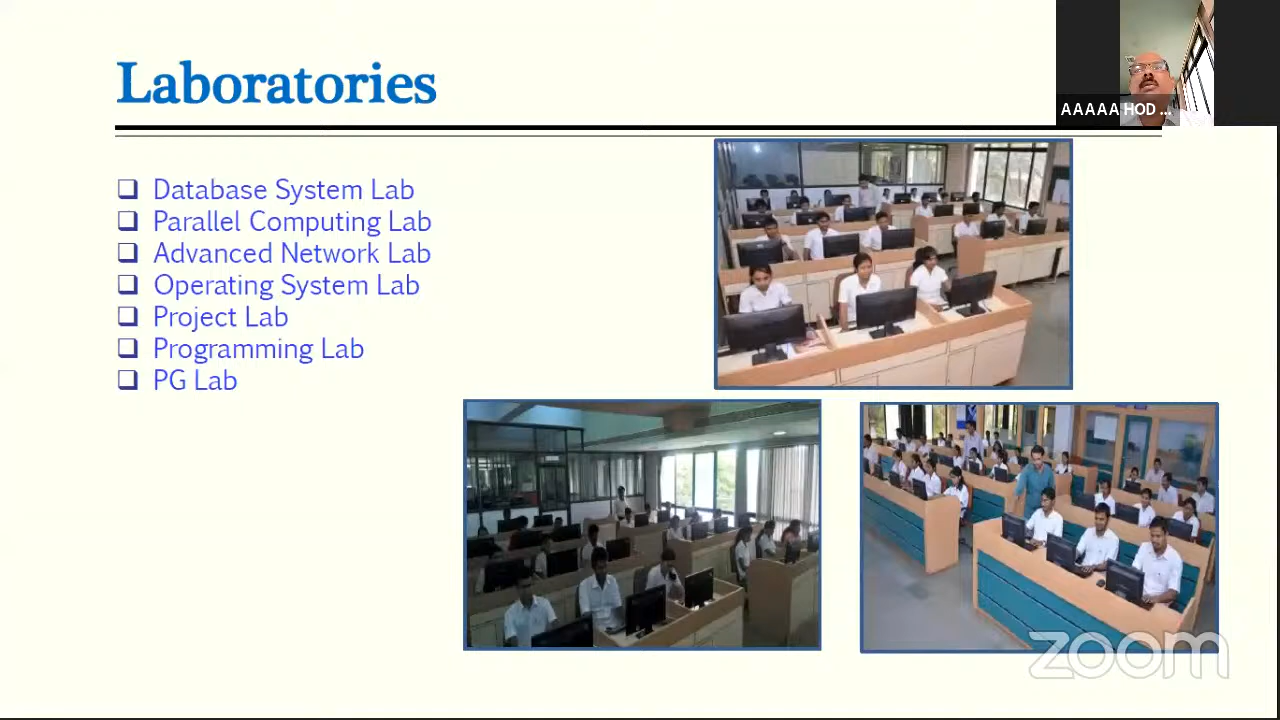 Laboratories
AAAAA HOD ...
Database System Lab
Parallel Computing Lab
Advanced Network Lab
Operating System Lab
Project Lab
Programming Lab
PG Lab
zoom